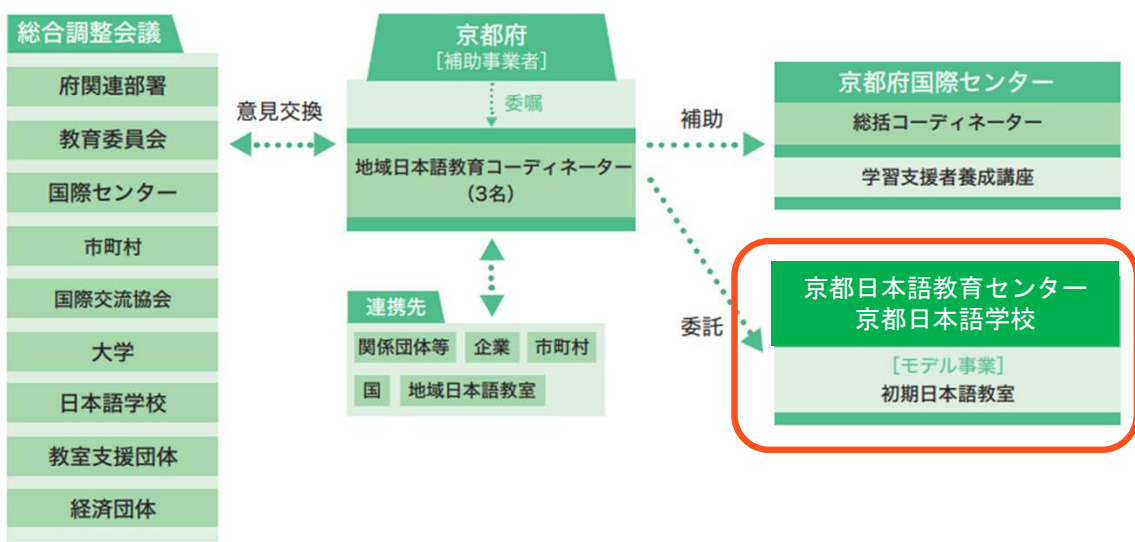 総合調整会議
府関連部署
教育委員会
国際センター
市町村
国際交流協会
大学
日本語学校
教室支援団体
経済団体
意見交換
京都府
［補助事業者］
委嘱
地域日本語教育コーディネーター
（3名）
連携先
関係団体等 企業 市町村
国 地域日本語教室
補助
京都府国際センター
総括コーディネーター
学習支援者養成講座
委託
京都日本語教育センター
京都日本語学校
［モデル事業］
初期日本語教室